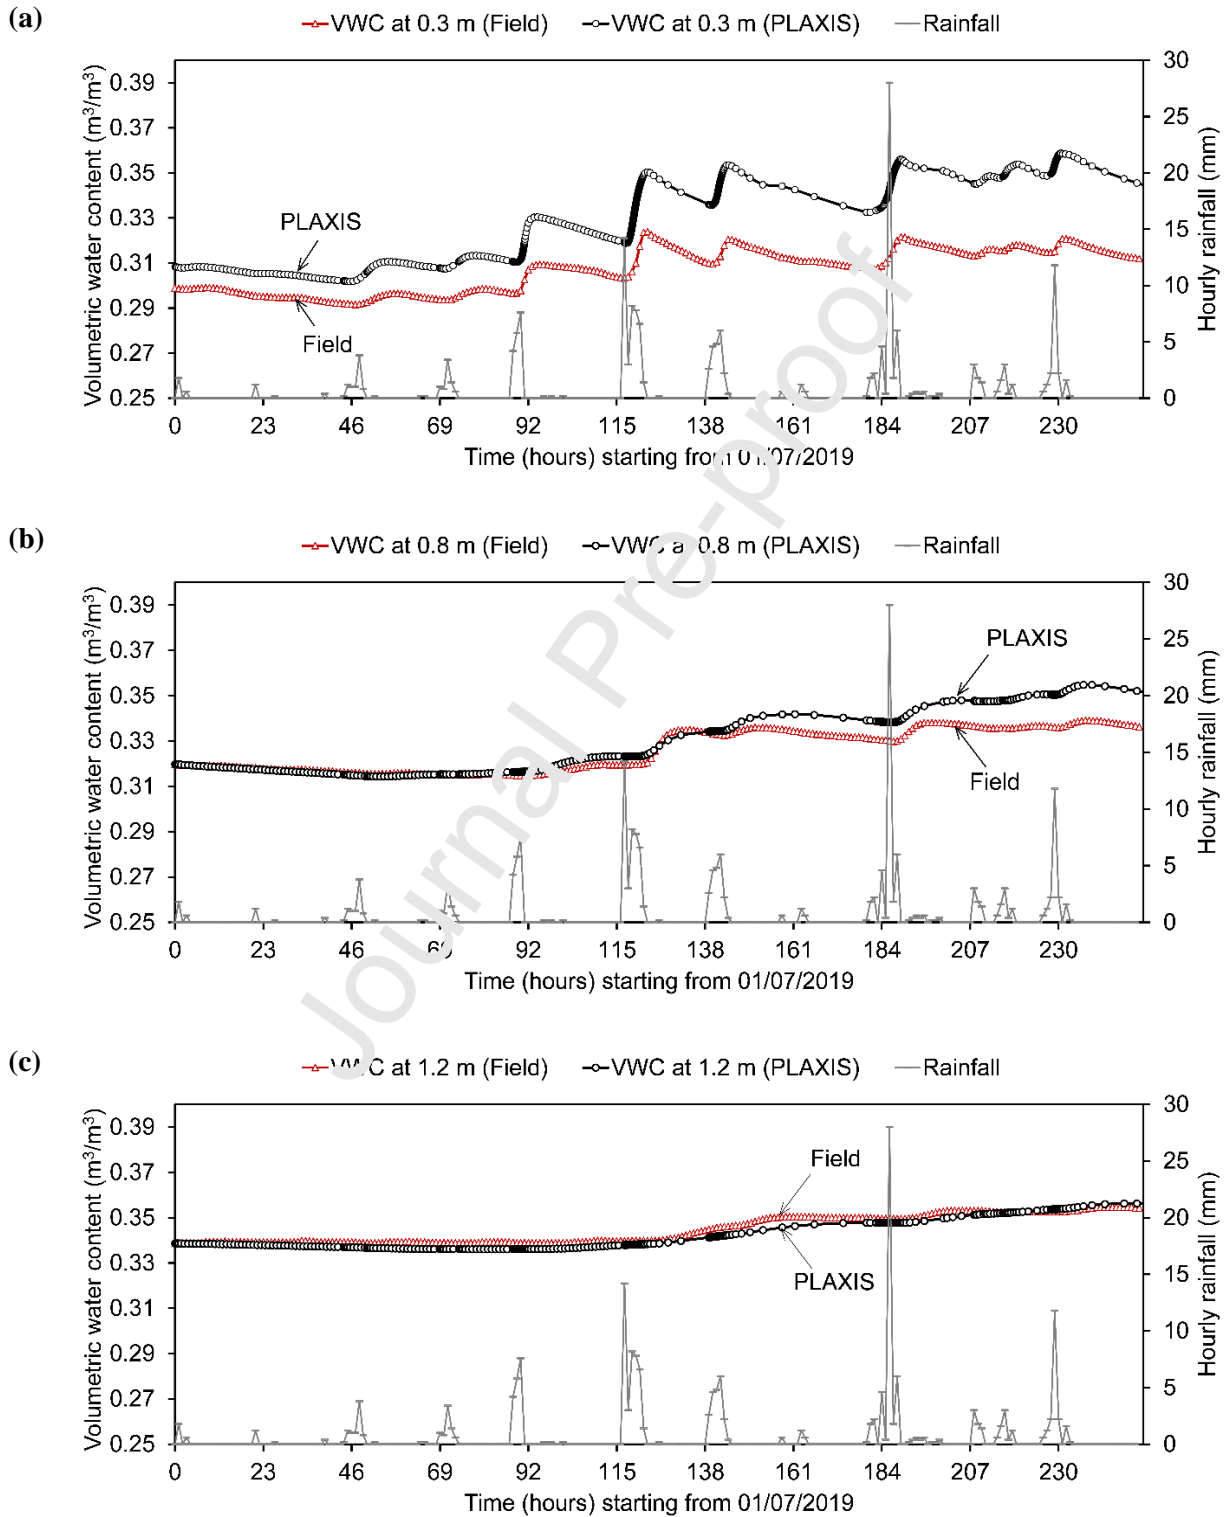 (a)
VWC at 0.3 m (Field) VWC at 0.3 m (PLAXIS) Rainfall
Volumetric water content (m³/m³)
0.39
0.37
0.35
0.33
0.31
0.29
0.27
0.25
PLAXIS
Field
30
25
20
15
10
5
0
Hourly rainfall (mm)
0 23 46 69 92 115 138 161 184 207 230
Time (hours) starting from 01/07/2019
(b)
VWC at 0.8 m (Field) VWC at 0.8 m (PLAXIS) Rainfall
Volumetric water content (m³/m³)
0.39
0.37
0.35
0.33
0.31
0.29
0.27
0.25
PLAXIS
Field
30
25
20
15
10
5
0
Hourly rainfall (mm)
0 23 46 69 92 115 138 161 184 207 230
Time (hours) starting from 01/07/2019
Journal Pre-proof
(c)
VWC at 1.2 m (Field) VWC at 1.2 m (PLAXIS) Rainfall
Volumetric water content (m³/m³)
0.39
0.37
0.35
0.33
0.31
0.29
0.27
0.25
Field
PLAXIS
30
25
20
15
10
5
0
Hourly rainfall (mm)
0 23 46 69 92 115 138 161 184 207 230
Time (hours) starting from 01/07/2019